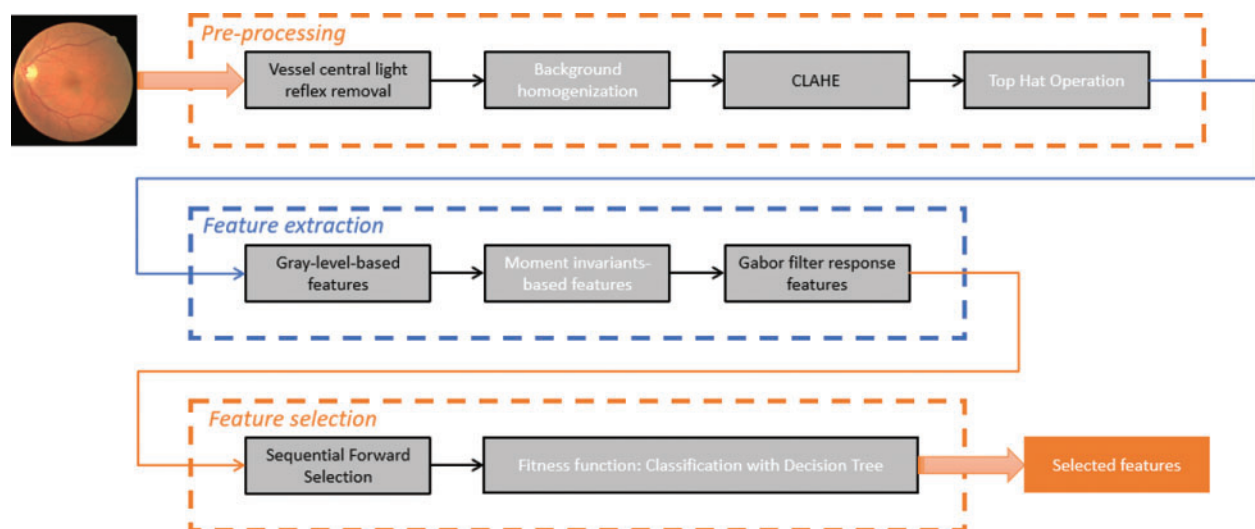 Pre-processing
Vessel central light
reflex removal
Background
homogenization
CLAHE
Top Hat Operation
Feature extraction
Gray-level-based
features
Moment invariants-
based features
Gabor filter response
features
Feature selection
Sequential Forward
Selection
Fitness function: Classification with Decision Tree
Selected features